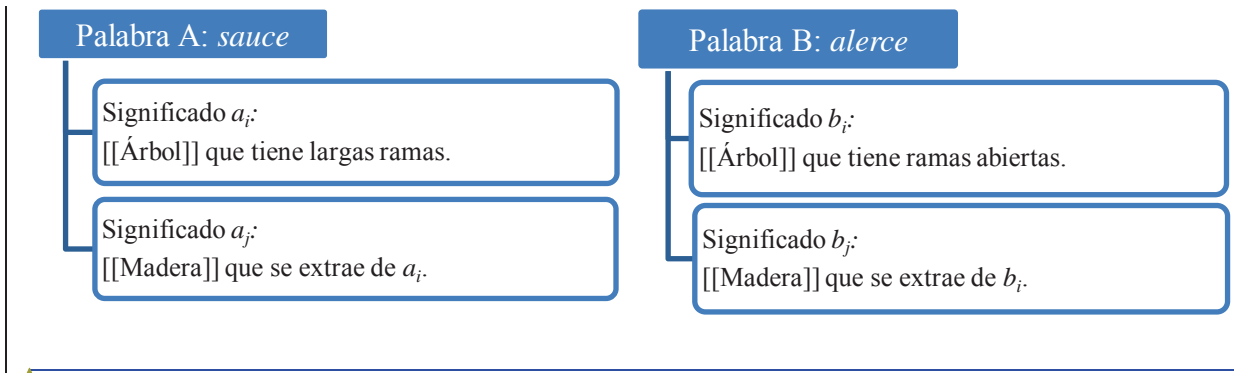 Palabra A: sauce
Significado aᵢ:
[[Árbol]] que tiene largas ramas.
Significado aⱼ:
[[Madera]] que se extrae de aᵢ.
Palabra B: alerce
Significado bᵢ:
[[Árbol]] que tiene ramas abiertas.
Significado bⱼ:
[[Madera]] que se extrae de bᵢ.